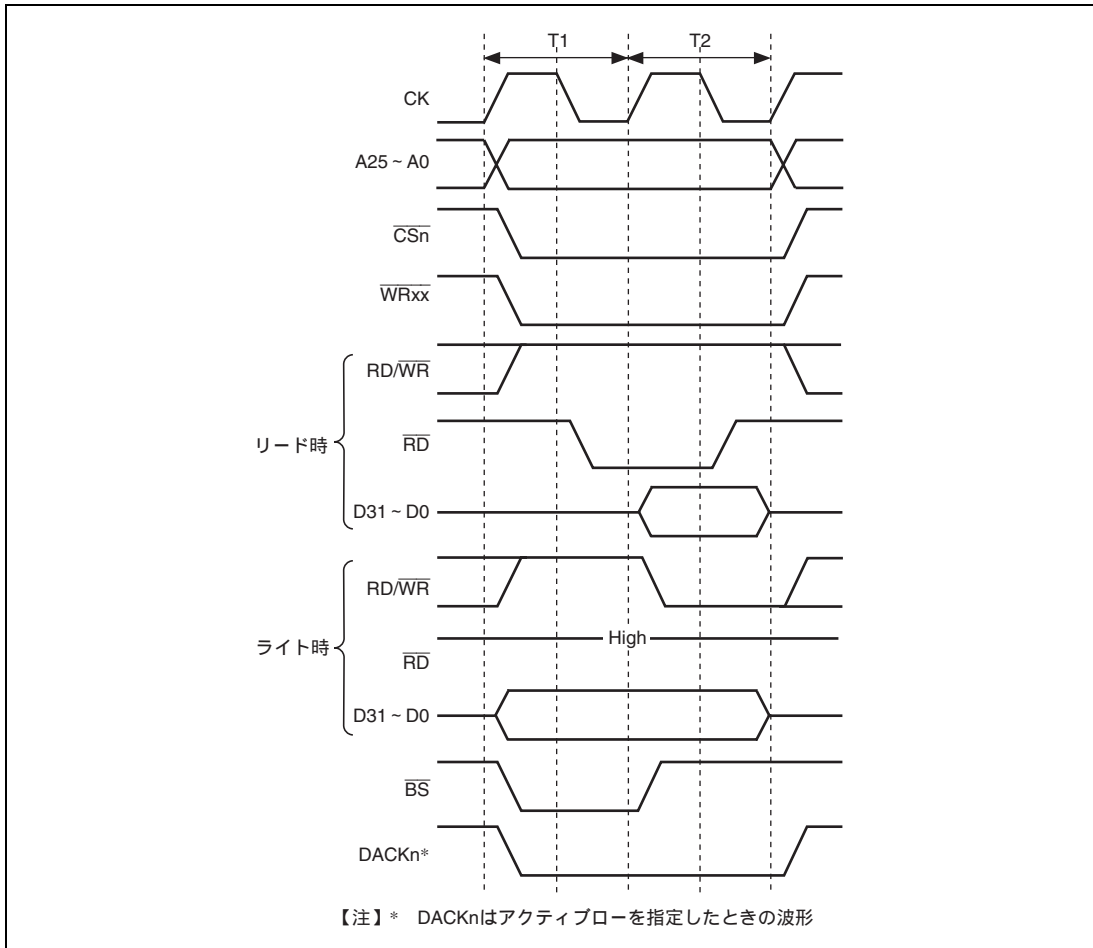 T1 T2
CK
A25 ~ A0
CSn
WRxx
RD/WR
RD
リード時
D31 ~ D0
RD/WR
High
ライト時
RD
D31 ~ D0
BS
DACKn*
【注】* DACKnはアクティブローを指定したときの波形